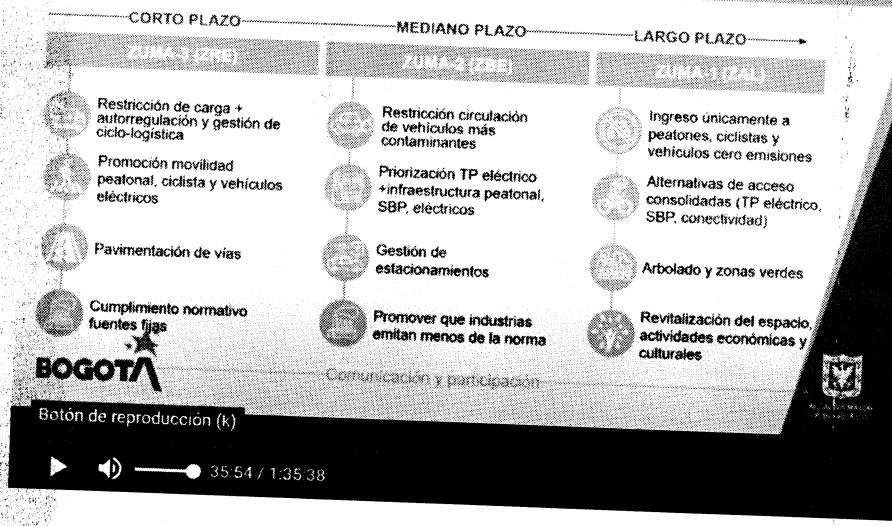 CORTO PLAZO
MEDIANO PLAZO
LARGO PLAZO
ZUMA-3 (ZRE)
Restricción de carga +
autorregulación y gestión de
ciclo-logística
Promoción movilidad
peatonal, ciclista y vehículos
eléctricos
Pavimentación de vías
Cumplimiento normativo
fuentes fijas
ZUMA-2 (ZBE)
Restricción circulación
de vehículos más
contaminantes
Priorización TP eléctrico
+infraestructura peatonal,
SBP, eléctricos
Gestión de
estacionamientos
Promover que industrias
emitan menos de la norma
ZUMA-1 (ZAL)
Ingreso únicamente a
peatones, ciclistas y
vehículos cero emisiones
Alternativas de acceso
consolidadas (TP eléctrico,
SBP, conectividad)
Arbolado y zonas verdes
Revitalización del espacio,
actividades económicas y
culturales
BOGOTÁ
Comunicación y participación
Botón de reproducción (k)
35:54 / 1:35:38